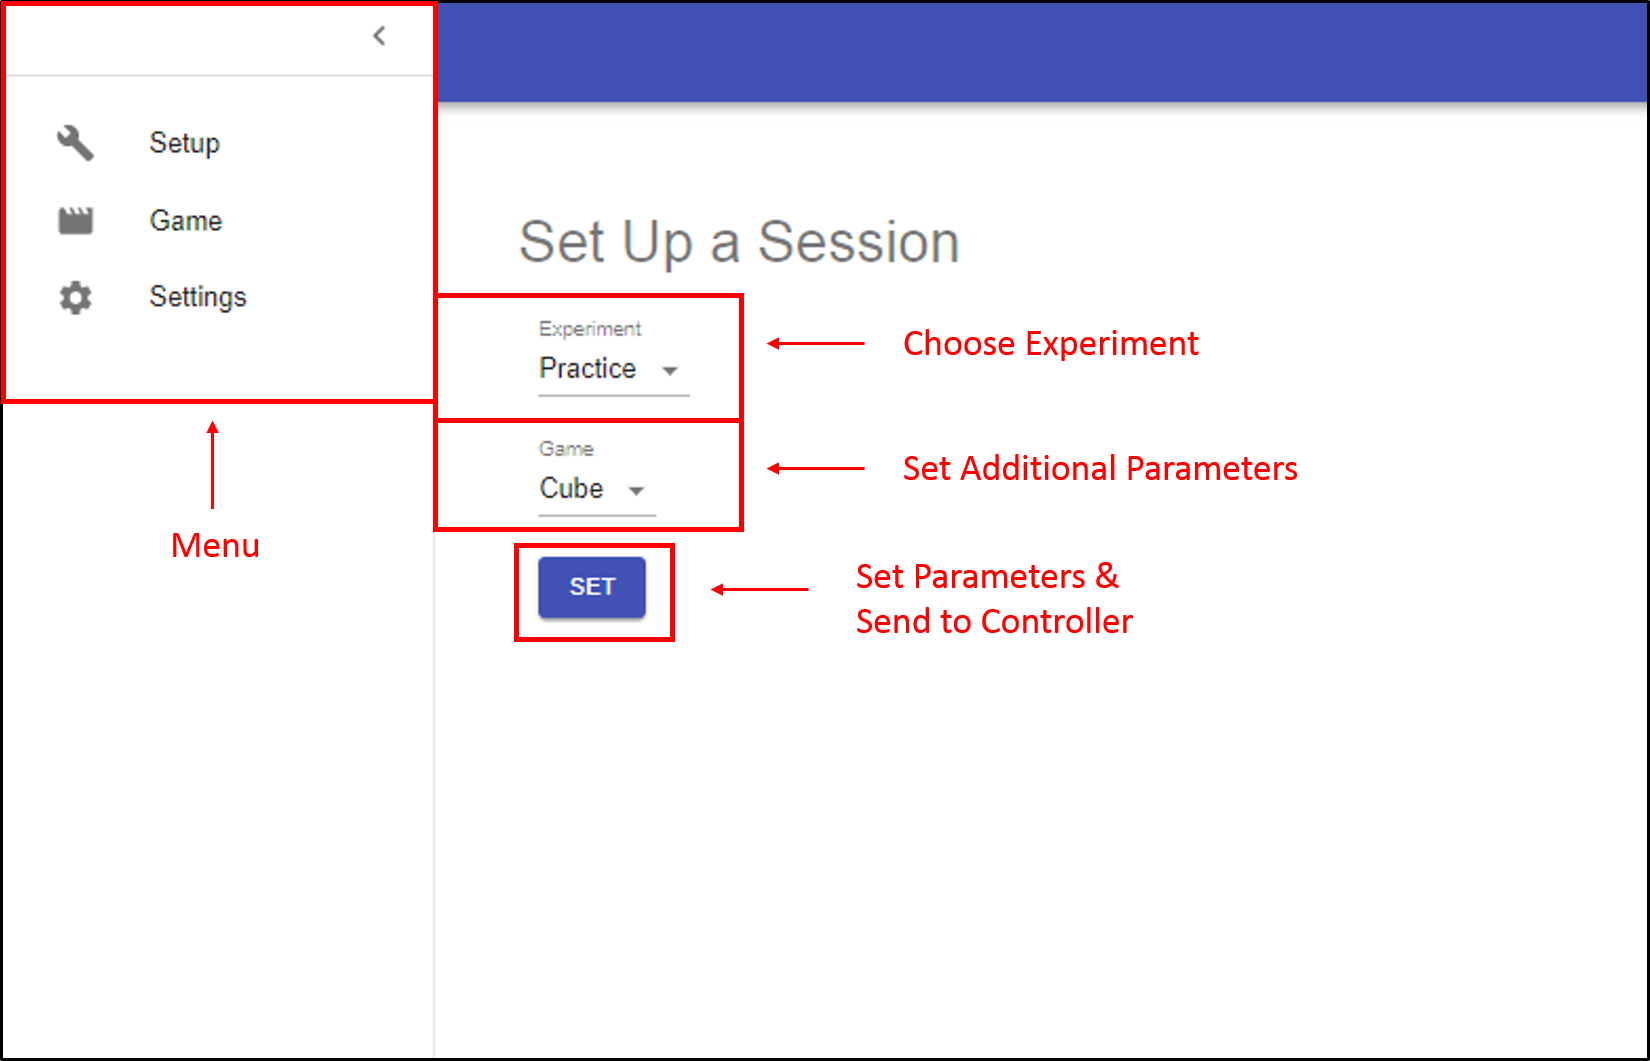 Setup
Game
Settings
Menu
Set Up a Session
Experiment
Practice
Choose Experiment
Game
Cube
Set Additional Parameters
SET
Set Parameters &
Send to Controller